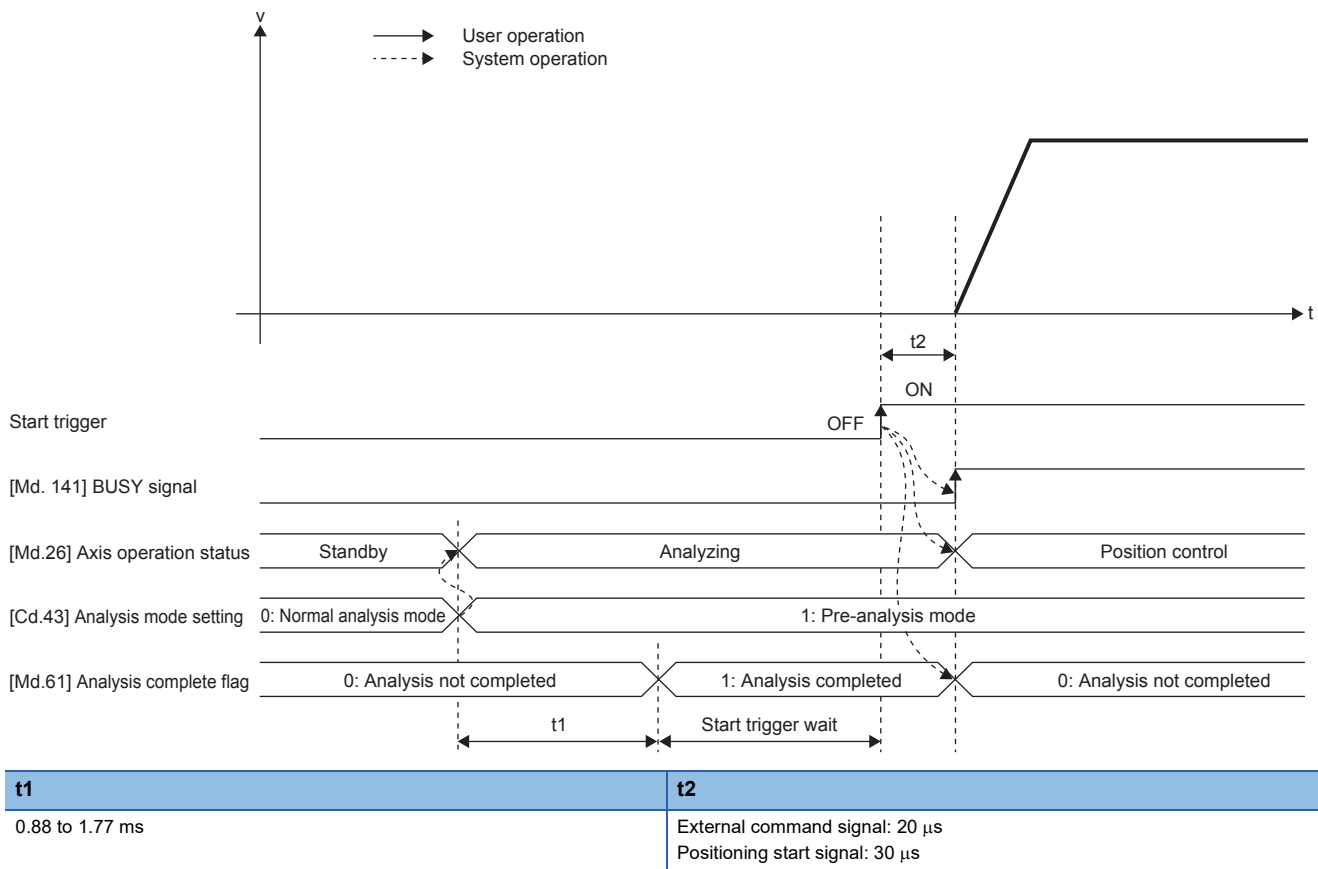 v
User operation
System operation
t
t2
ON
Start trigger
OFF
[Md. 141] BUSY signal
[Md.26] Axis operation status
Standby
Analyzing
Position control
[Cd.43] Analysis mode setting
0: Normal analysis mode
1: Pre-analysis mode
[Md.61] Analysis complete flag
0: Analysis not completed
1: Analysis completed
0: Analysis not completed
t1
Start trigger wait
t1
t2
0.88 to 1.77 ms
External command signal: 20 μs
Positioning start signal: 30 μs